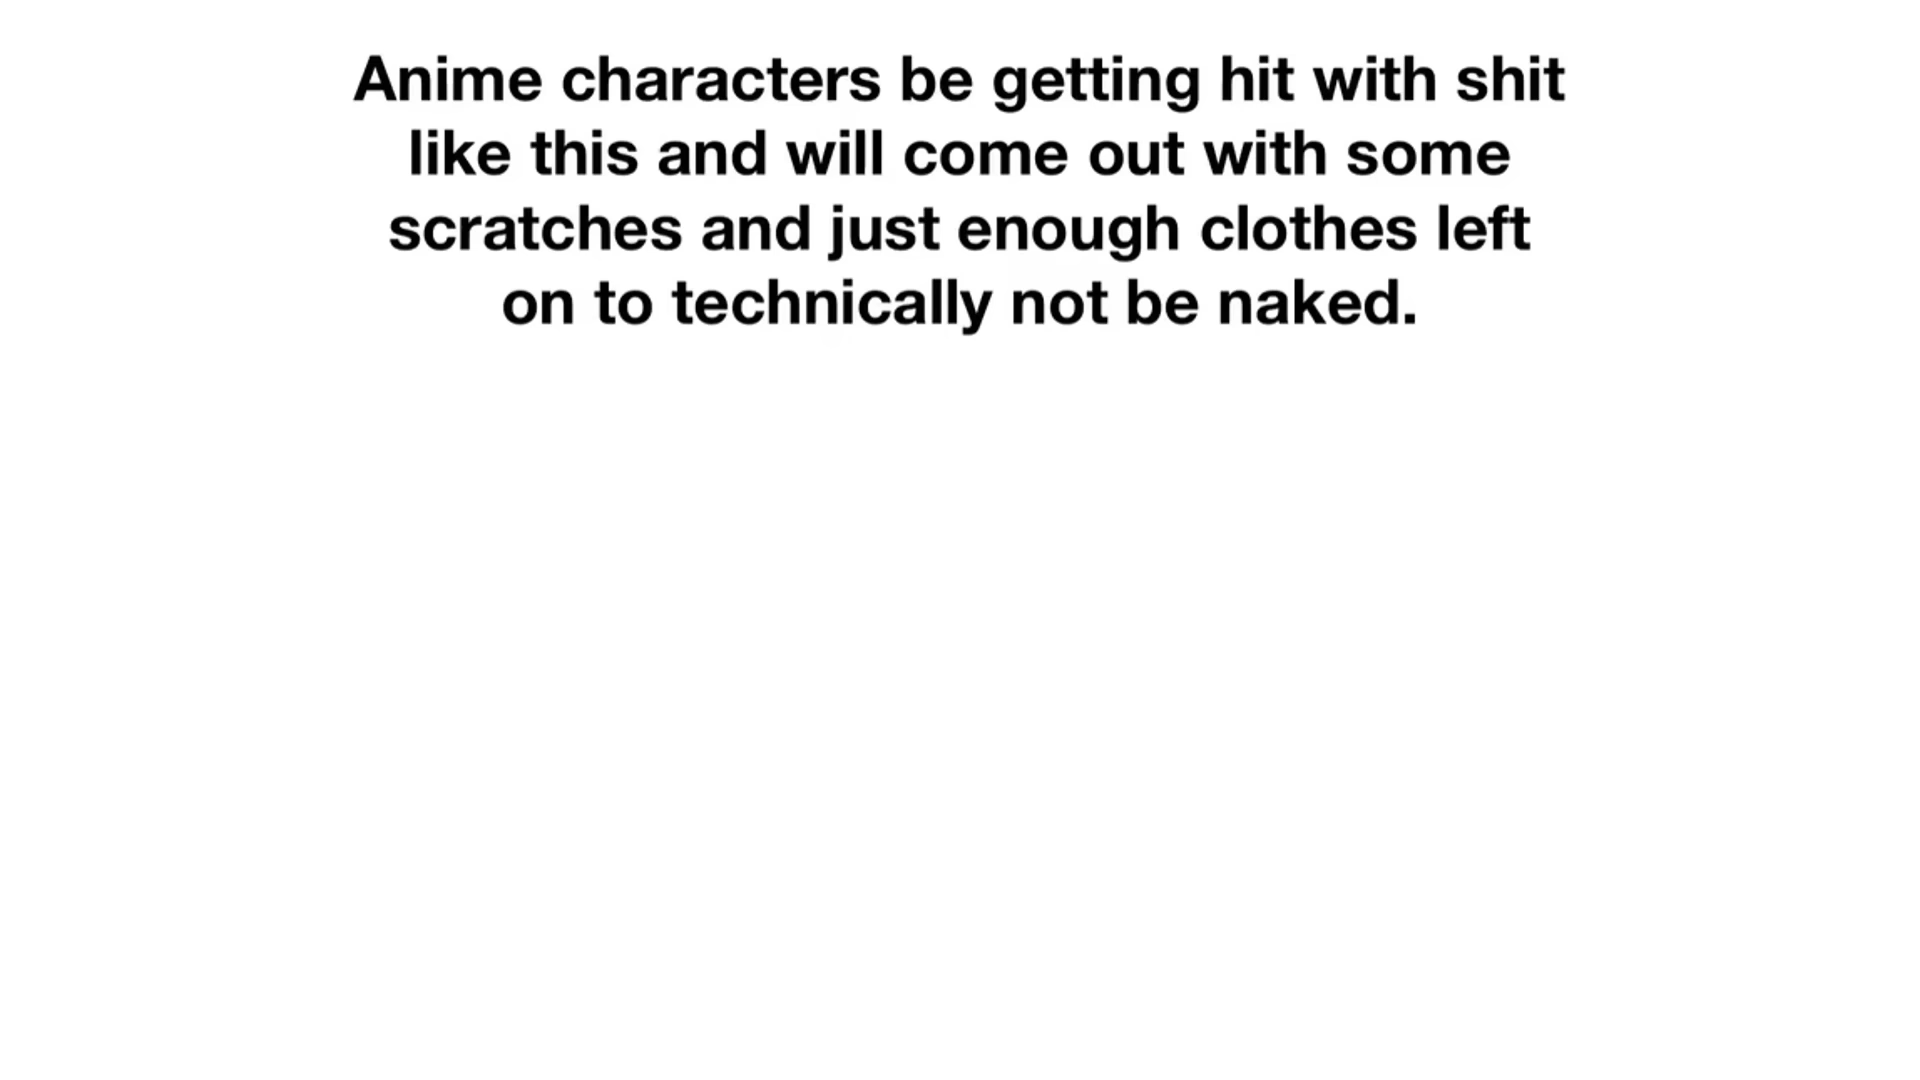 Anime characters be getting hit with shit
like this and will come out with some
scratches and just enough clothes left
on to technically not be naked.